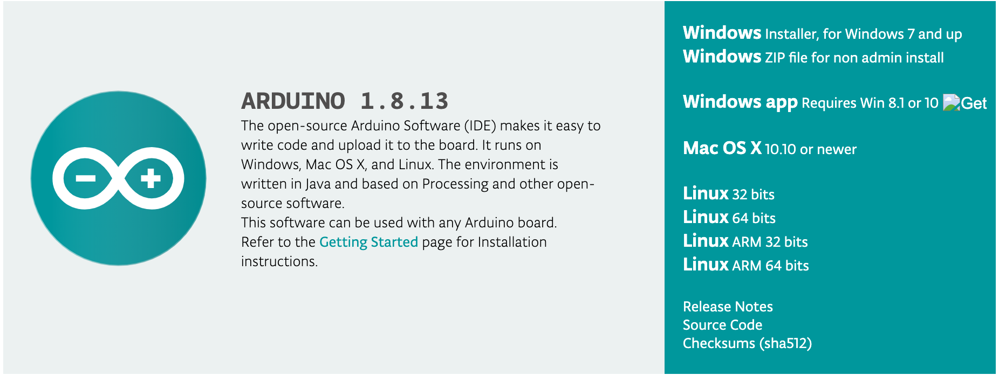 ARDUINO 1.8.13
The open-source Arduino Software (IDE) makes it easy to
write code and upload it to the board. It runs on
Windows, Mac OS X, and Linux. The environment is
written in Java and based on Processing and other open-
source software.
This software can be used with any Arduino board.
Refer to the Getting Started page for Installation
instructions.
Windows Installer, for Windows 7 and up
Windows ZIP file for non admin install
Windows app Requires Win 8.1 or 10 Get
Mac OS X 10.10 or newer
Linux 32 bits
Linux 64 bits
Linux ARM 32 bits
Linux ARM 64 bits
Release Notes
Source Code
Checksums (sha512)